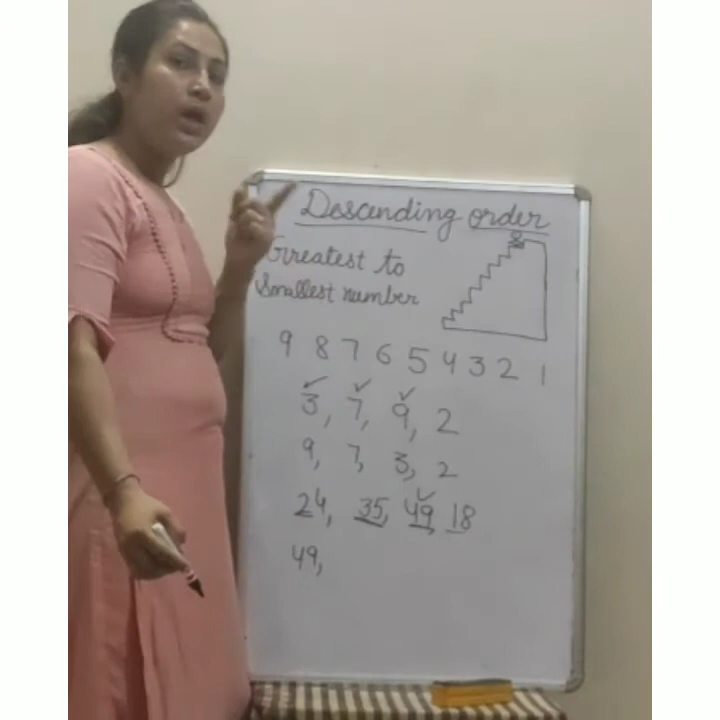 Descending order
Greatest to
Smallest number
9 8 7 6 5 4 3 2 1
3, 7, 9, 2
9, 7, 3, 2
24, 35, 49, 18
49,